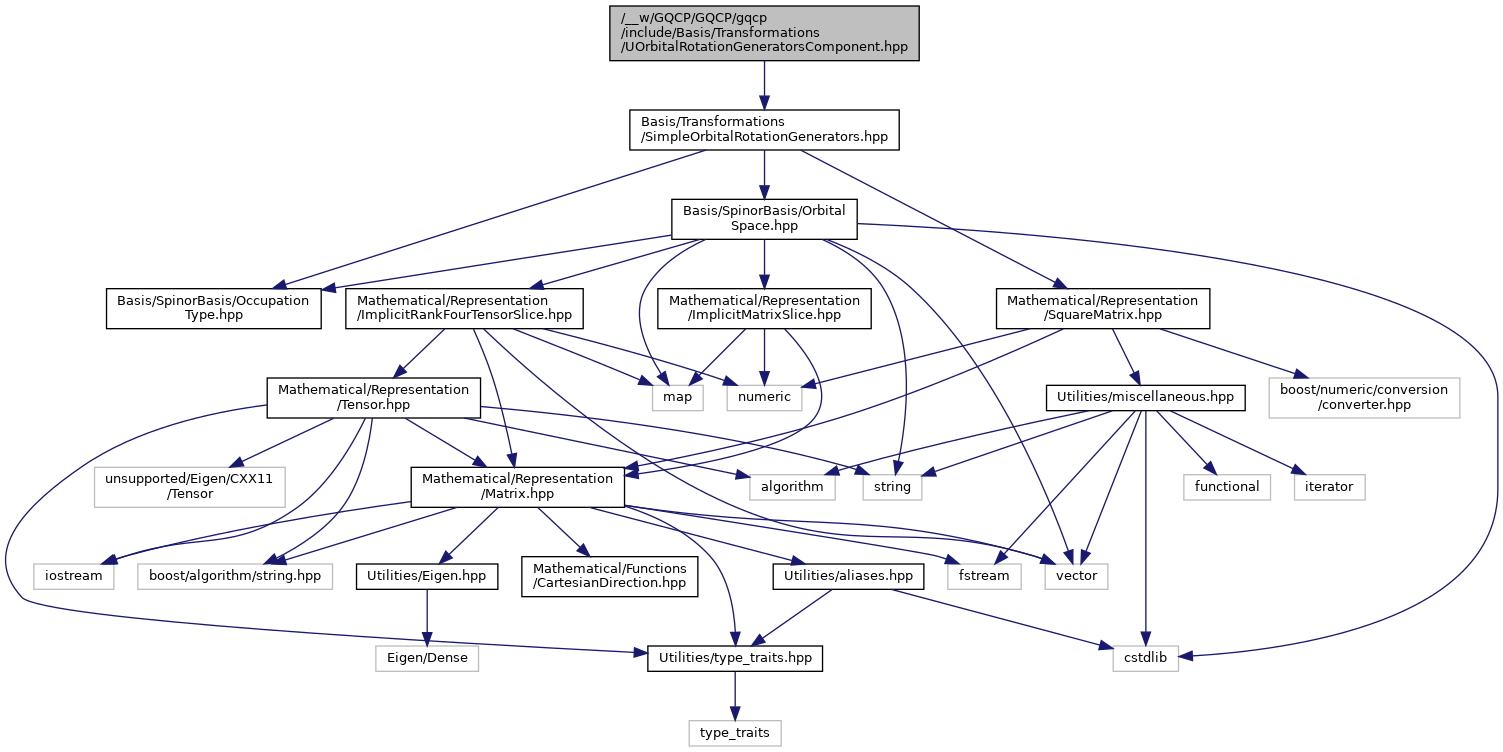 /__w/GQCP/GQCP/gqcp
/include/Basis/Transformations
/UOrbitalRotationGeneratorsComponent.hpp
Basis/Transformations
/SimpleOrbitalRotationGenerators.hpp
Basis/SpinorBasis/Orbital
Space.hpp
Basis/SpinorBasis/Occupation
Type.hpp
Mathematical/Representation
/ImplicitRankFourTensorSlice.hpp
Mathematical/Representation
/ImplicitMatrixSlice.hpp
Mathematical/Representation
/SquareMatrix.hpp
Mathematical/Representation
/Tensor.hpp
map
numeric
Utilities/miscellaneous.hpp
boost/numeric/conversion
/converter.hpp
unsupported/Eigen/CXX11
/Tensor
Mathematical/Representation
/Matrix.hpp
algorithm
string
functional
iterator
iostream
boost/algorithm/string.hpp
Utilities/Eigen.hpp
Mathematical/Functions
/CartesianDirection.hpp
Utilities/aliases.hpp
fstream
vector
Eigen/Dense
Utilities/type_traits.hpp
cstdlib
type_traits